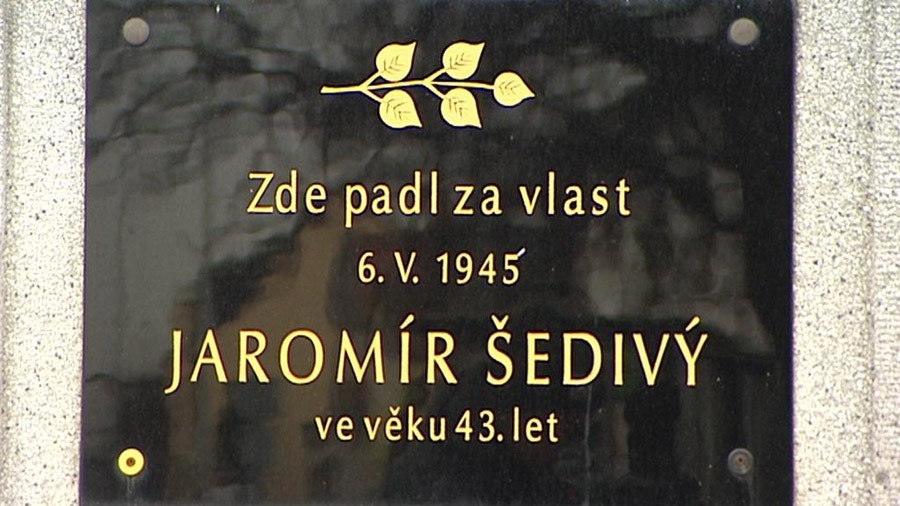 Zde padl za vlast
6. V. 1945
JAROMÍR ŠEDIVÝ
ve věku 43. let